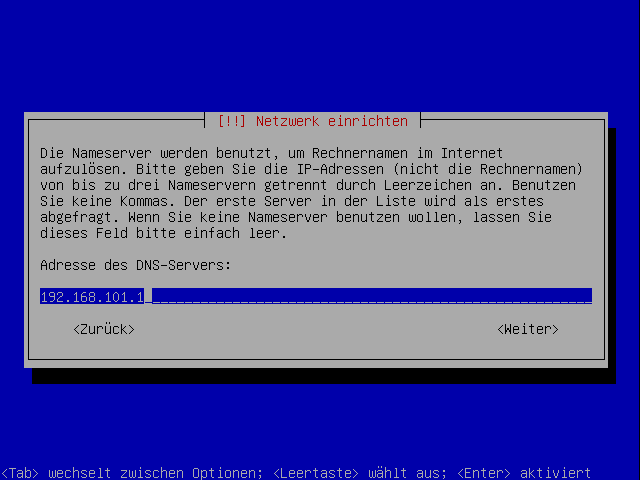 [!!] Netzwerk einrichten
Die Nameserver werden benutzt, um Rechnernamen im Internet
aufzulösen. Bitte geben Sie die IP-Adressen (nicht die Rechnernamen)
von bis zu drei Nameservern getrennt durch Leerzeichen an. Benutzen
Sie keine Kommas. Der erste Server in der Liste wird als erstes
abgefragt. Wenn Sie keine Nameserver benutzen wollen, lassen Sie
dieses Feld bitte einfach leer.
Adresse des DNS-Servers:
192.168.101.1
<Zurück> <Weiter>
<Tab> wechselt zwischen Optionen; <Leertaste> wählt aus; <Enter> aktiviert